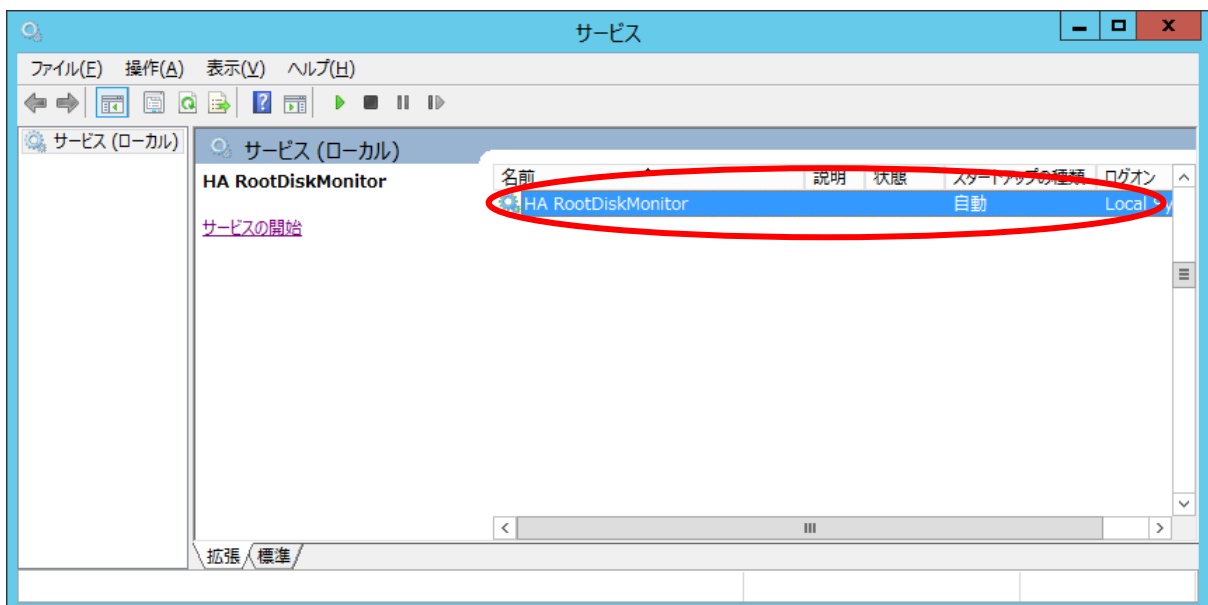 サービス
ファイル(F) 操作(A) 表示(V) ヘルプ(H)
サービス (ローカル)
サービス (ローカル)
HA RootDiskMonitor
サービスの開始
名前 説明 状態 スタートアップの種類 ログオン
HA RootDiskMonitor 自動 Local Sy
拡張 標準